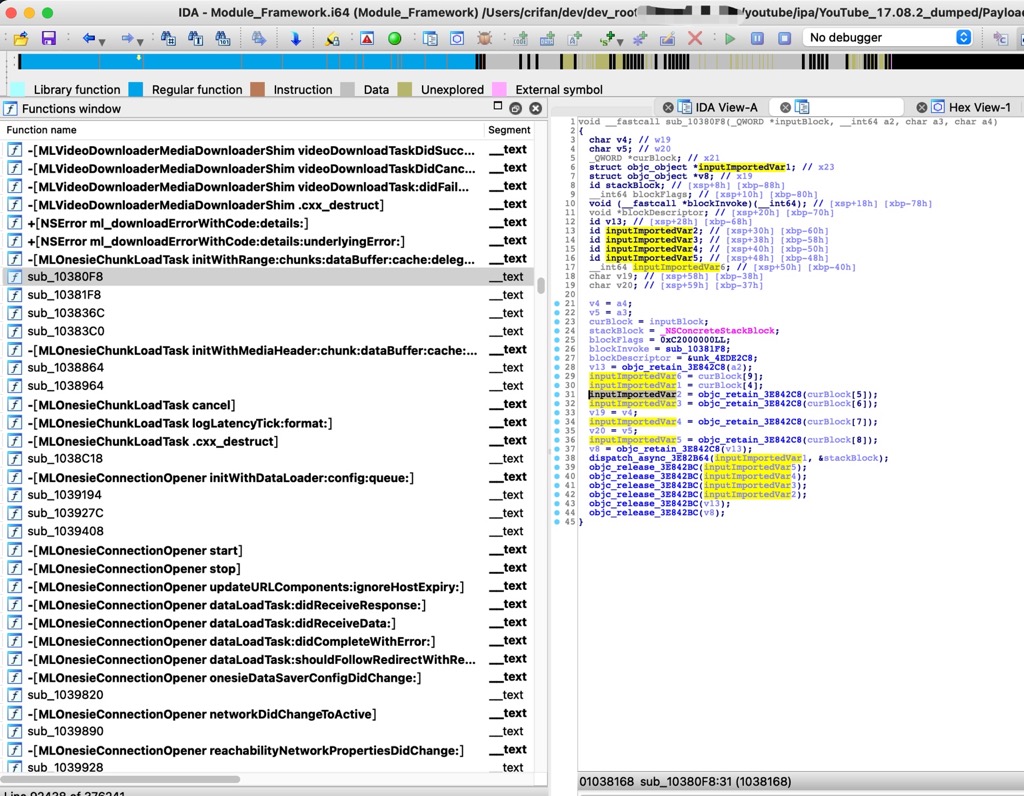 IDA - Module_Framework.i64 (Module_Framework) /Users/crifan/dev/dev_root
/youtube/ipa/YouTube_17.08.2_dumped/Payloa
No debugger
Library function Regular function Instruction Data Unexplored External symbol
Functions window
IDA View-A
Hex View-1
Function name Segment
-[MLVideoDownloaderMediaDownloaderShim videoDownloadTaskDidSucc... __text
-[MLVideoDownloaderMediaDownloaderShim videoDownloadTaskDidCanc... __text
-[MLVideoDownloaderMediaDownloaderShim videoDownloadTask:didFail... __text
-[MLVideoDownloaderMediaDownloaderShim .cxx_destruct] __text
+[NSError ml_downloadErrorWithCode:details:] __text
+[NSError ml_downloadErrorWithCode:details:underlyingError:] __text
-[MLOnesieChunkLoadTask initWithRange:chunks:dataBuffer:cache:deleg... __text
sub_10380F8 __text
sub_10381F8 __text
sub_103836C __text
sub_10383C0 __text
-[MLOnesieChunkLoadTask initWithMediaHeader:chunk:dataBuffer:cache:... __text
sub_1038864 __text
sub_1038964 __text
-[MLOnesieChunkLoadTask cancel] __text
-[MLOnesieChunkLoadTask logLatencyTick:format:] __text
-[MLOnesieChunkLoadTask .cxx_destruct] __text
sub_1038C18 __text
-[MLOnesieConnectionOpener initWithDataLoader:config:queue:] __text
sub_1039194 __text
sub_103927C __text
sub_1039408 __text
-[MLOnesieConnectionOpener start] __text
-[MLOnesieConnectionOpener stop] __text
-[MLOnesieConnectionOpener updateURLComponents:ignoreHostExpiry:] __text
-[MLOnesieConnectionOpener dataLoadTask:didReceiveResponse:] __text
-[MLOnesieConnectionOpener dataLoadTask:didReceiveData:] __text
-[MLOnesieConnectionOpener dataLoadTask:didCompleteWithError:] __text
-[MLOnesieConnectionOpener dataLoadTask:shouldFollowRedirectWithRe... __text
-[MLOnesieConnectionOpener onesieDataSaverConfigDidChange:] __text
sub_1039820 __text
-[MLOnesieConnectionOpener networkDidChangeToActive] __text
sub_1039890 __text
-[MLOnesieConnectionOpener reachabilityNetworkPropertiesDidChange:] __text
sub_1039928 __text
Line 92438 of 376241
1 void __fastcall sub_10380F8(_QWORD *inputBlock, __int64 a2, char a3, char a4)
2 {
3 char v4; // w19
4 char v5; // w20
5 _QWORD *curBlock; // x21
6 struct objc_object *inputImportedVar1; // x23
7 struct objc_object *v8; // x19
8 id stackBlock; // [xsp+8h] [xbp-88h]
9 __int64 blockFlags; // [xsp+10h] [xbp-80h]
10 void (__fastcall *blockInvoke)(__int64); // [xsp+18h] [xbp-78h]
11 void *blockDescriptor; // [xsp+20h] [xbp-70h]
12 id v13; // [xsp+28h] [xbp-68h]
13 id inputImportedVar2; // [xsp+30h] [xbp-60h]
14 id inputImportedVar3; // [xsp+38h] [xbp-58h]
15 id inputImportedVar4; // [xsp+40h] [xbp-50h]
16 id inputImportedVar5; // [xsp+48h] [xbp-48h]
17 __int64 inputImportedVar6; // [xsp+50h] [xbp-40h]
18 char v19; // [xsp+58h] [xbp-38h]
19 char v20; // [xsp+59h] [xbp-37h]
20
21 v4 = a4;
22 v5 = a3;
23 curBlock = inputBlock;
24 stackBlock = _NSConcreteStackBlock;
25 blockFlags = 0xC2000000LL;
26 blockInvoke = sub_10381F8;
27 blockDescriptor = &unk_4EDE2C8;
28 v13 = objc_retain_3E842C8(a2);
29 inputImportedVar6 = curBlock[9];
30 inputImportedVar1 = curBlock[4];
31 inputImportedVar2 = objc_retain_3E842C8(curBlock[5]);
32 inputImportedVar3 = objc_retain_3E842C8(curBlock[6]);
33 v19 = v4;
34 inputImportedVar4 = objc_retain_3E842C8(curBlock[7]);
35 v20 = v5;
36 inputImportedVar5 = objc_retain_3E842C8(curBlock[8]);
37 v8 = objc_retain_3E842C8(v13);
38 dispatch_async_3E82B64(inputImportedVar1, &stackBlock);
39 objc_release_3E842BC(inputImportedVar5);
40 objc_release_3E842BC(inputImportedVar4);
41 objc_release_3E842BC(inputImportedVar3);
42 objc_release_3E842BC(inputImportedVar2);
43 objc_release_3E842BC(v13);
44 objc_release_3E842BC(v8);
45 }
01038168 sub_10380F8:31 (1038168)